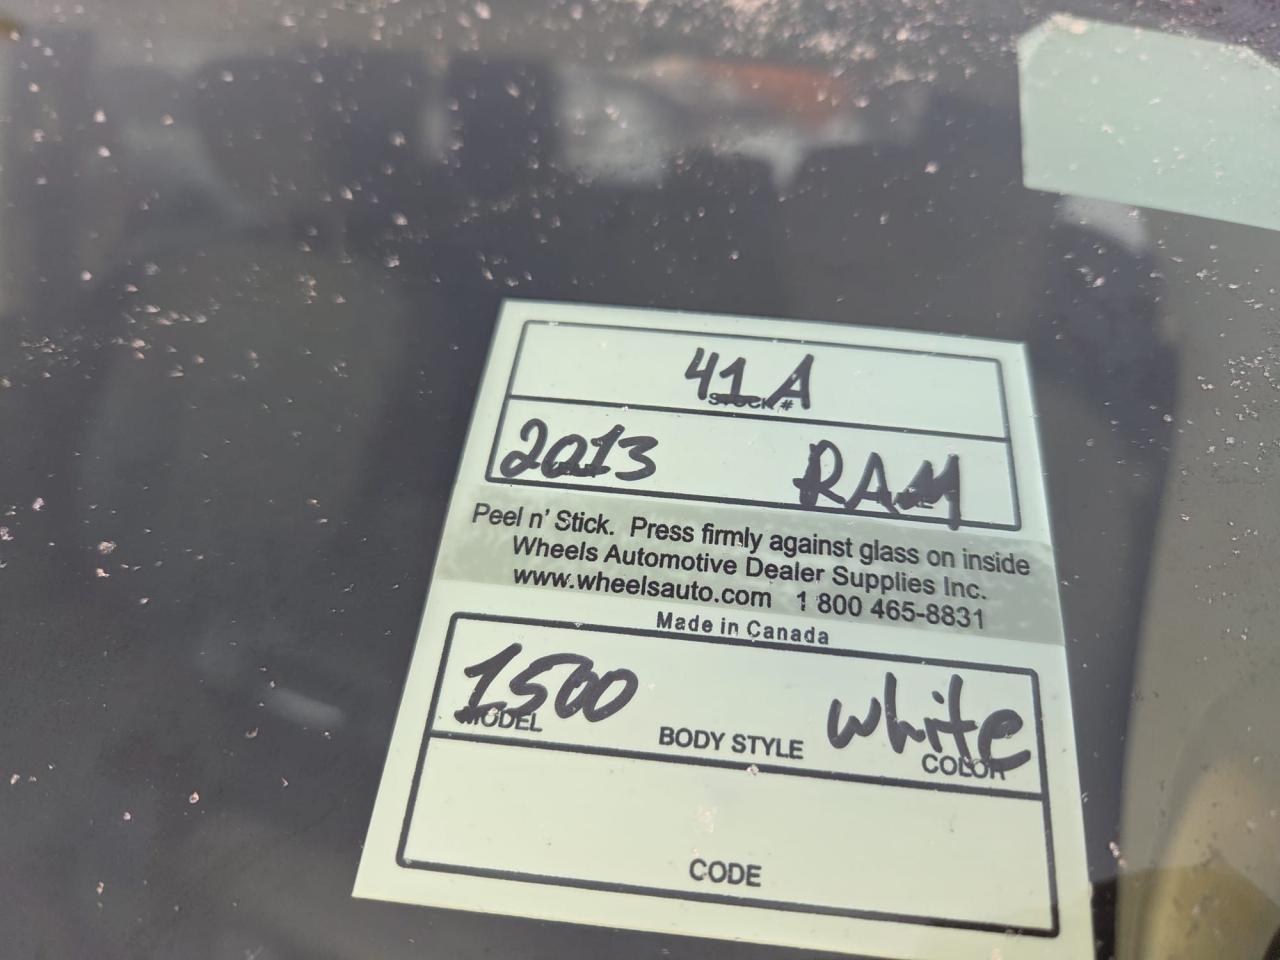 41A
STOCK #
2013 RAM
YEAR
Peel n' Stick. Press firmly against glass on inside
Wheels Automotive Dealer Supplies Inc.
www.wheelsauto.com 1 800 465-8831
Made in Canada
1500 white
MODEL BODY STYLE COLOR
CODE